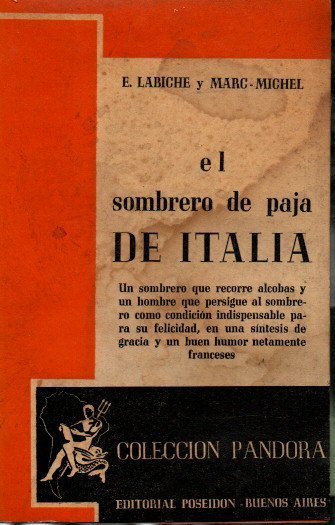 E. LABICHE y MARC-MICHEL
el
sombrero de paja
DE ITALIA
Un sombrero que recorre alcobas y
un hombre que persigue al sombre-
ro como condición indispensable pa-
ra su felicidad, en una síntesis de
gracia y un buen humor netamente
franceses
COLECCION PANDORA
EDITORIAL POSEIDON - BUENOS AIRES